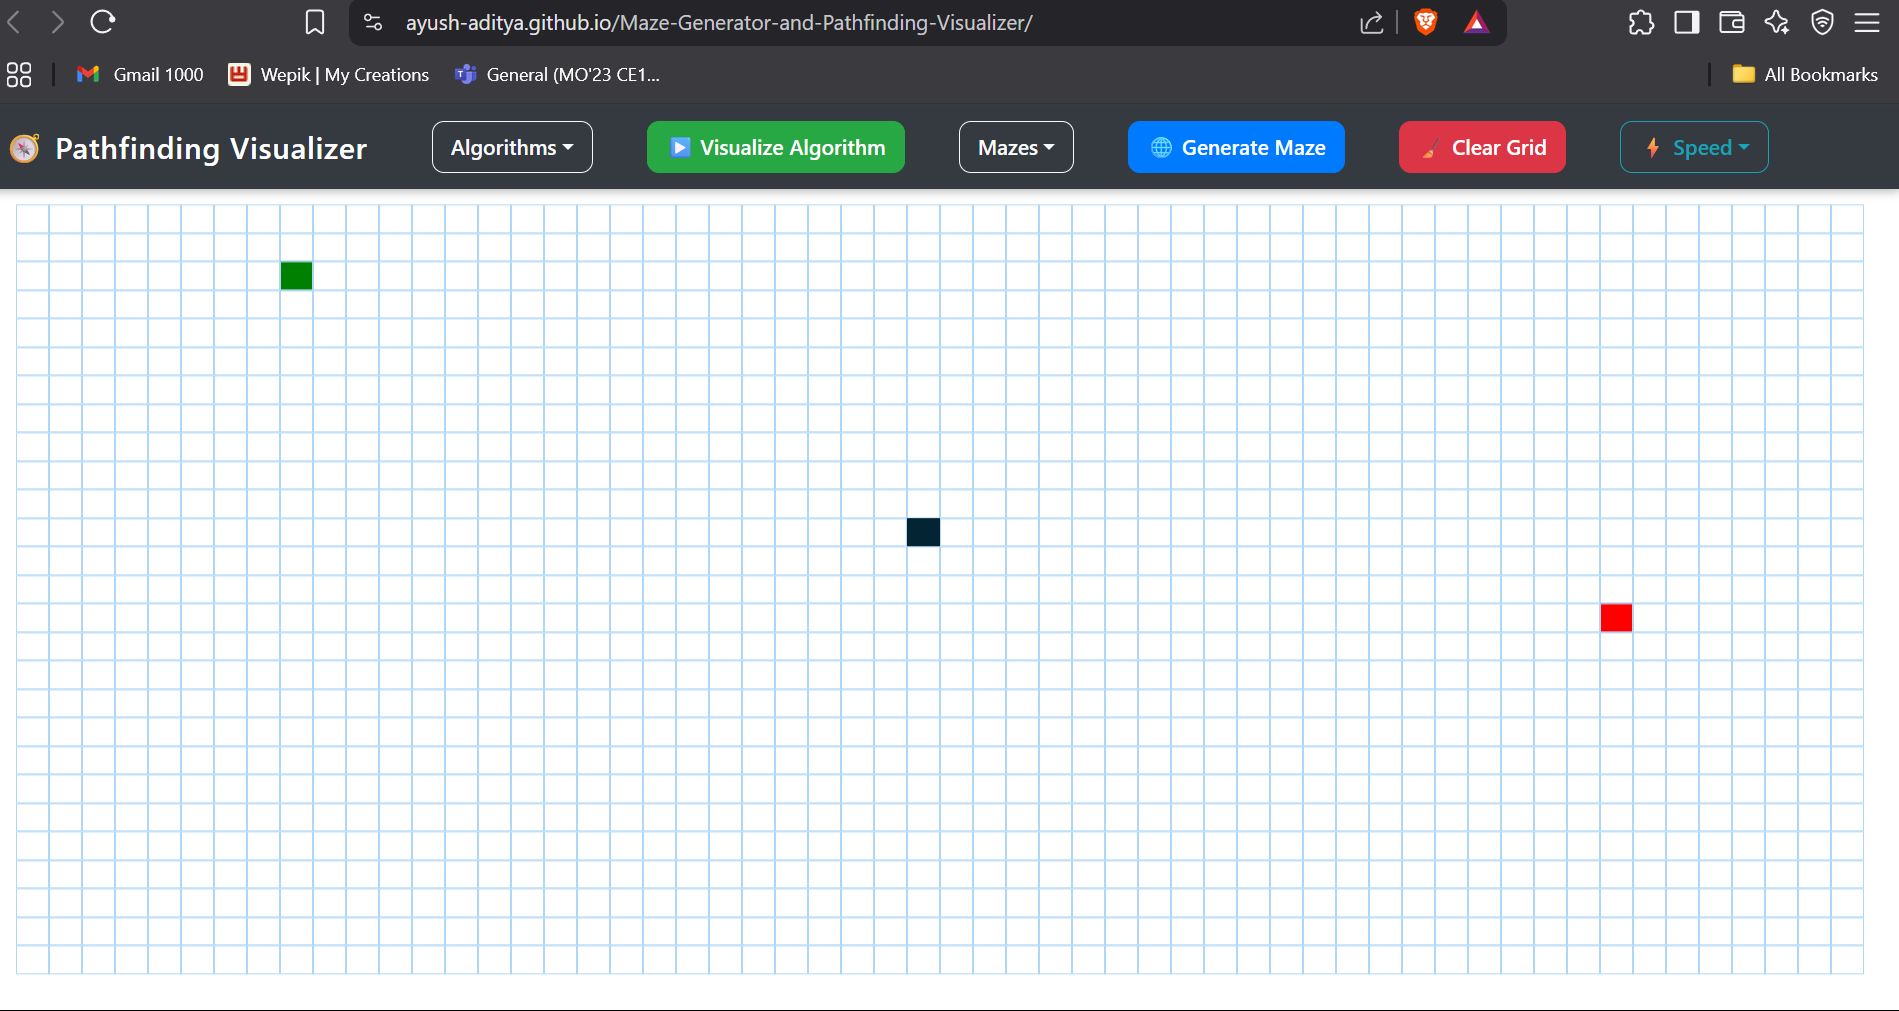 ayush-aditya.github.io/Maze-Generator-and-Pathfinding-Visualizer/
Gmail 1000 Wepik | My Creations General (MO'23 CE1... All Bookmarks
Pathfinding Visualizer Algorithms Visualize Algorithm Mazes Generate Maze Clear Grid Speed